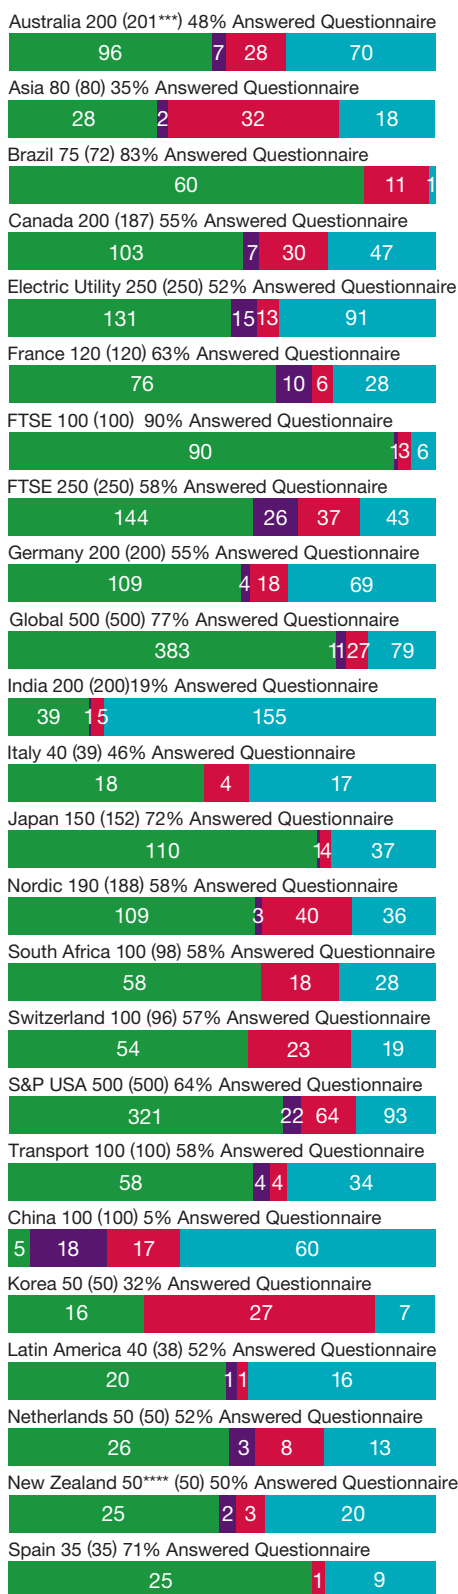 Australia 200 (201***) 48% Answered Questionnaire
96 7 28 70
Asia 80 (80) 35% Answered Questionnaire
28 2 32 18
Brazil 75 (72) 83% Answered Questionnaire
60 11 1
Canada 200 (187) 55% Answered Questionnaire
103 7 30 47
Electric Utility 250 (250) 52% Answered Questionnaire
131 15 13 91
France 120 (120) 63% Answered Questionnaire
76 10 6 28
FTSE 100 (100) 90% Answered Questionnaire
90 1 3 6
FTSE 250 (250) 58% Answered Questionnaire
144 26 37 43
Germany 200 (200) 55% Answered Questionnaire
109 4 18 69
Global 500 (500) 77% Answered Questionnaire
383 11 27 79
India 200 (200)19% Answered Questionnaire
39 1 5 155
Italy 40 (39) 46% Answered Questionnaire
18 4 17
Japan 150 (152) 72% Answered Questionnaire
110 1 4 37
Nordic 190 (188) 58% Answered Questionnaire
109 3 40 36
South Africa 100 (98) 58% Answered Questionnaire
58 18 28
Switzerland 100 (96) 57% Answered Questionnaire
54 23 19
S&P USA 500 (500) 64% Answered Questionnaire
321 22 64 93
Transport 100 (100) 58% Answered Questionnaire
58 4 4 34
China 100 (100) 5% Answered Questionnaire
5 18 17 60
Korea 50 (50) 32% Answered Questionnaire
16 27 7
Latin America 40 (38) 52% Answered Questionnaire
20 1 1 16
Netherlands 50 (50) 52% Answered Questionnaire
26 3 8 13
New Zealand 50**** (50) 50% Answered Questionnaire
25 2 3 20
Spain 35 (35) 71% Answered Questionnaire
25 1 9